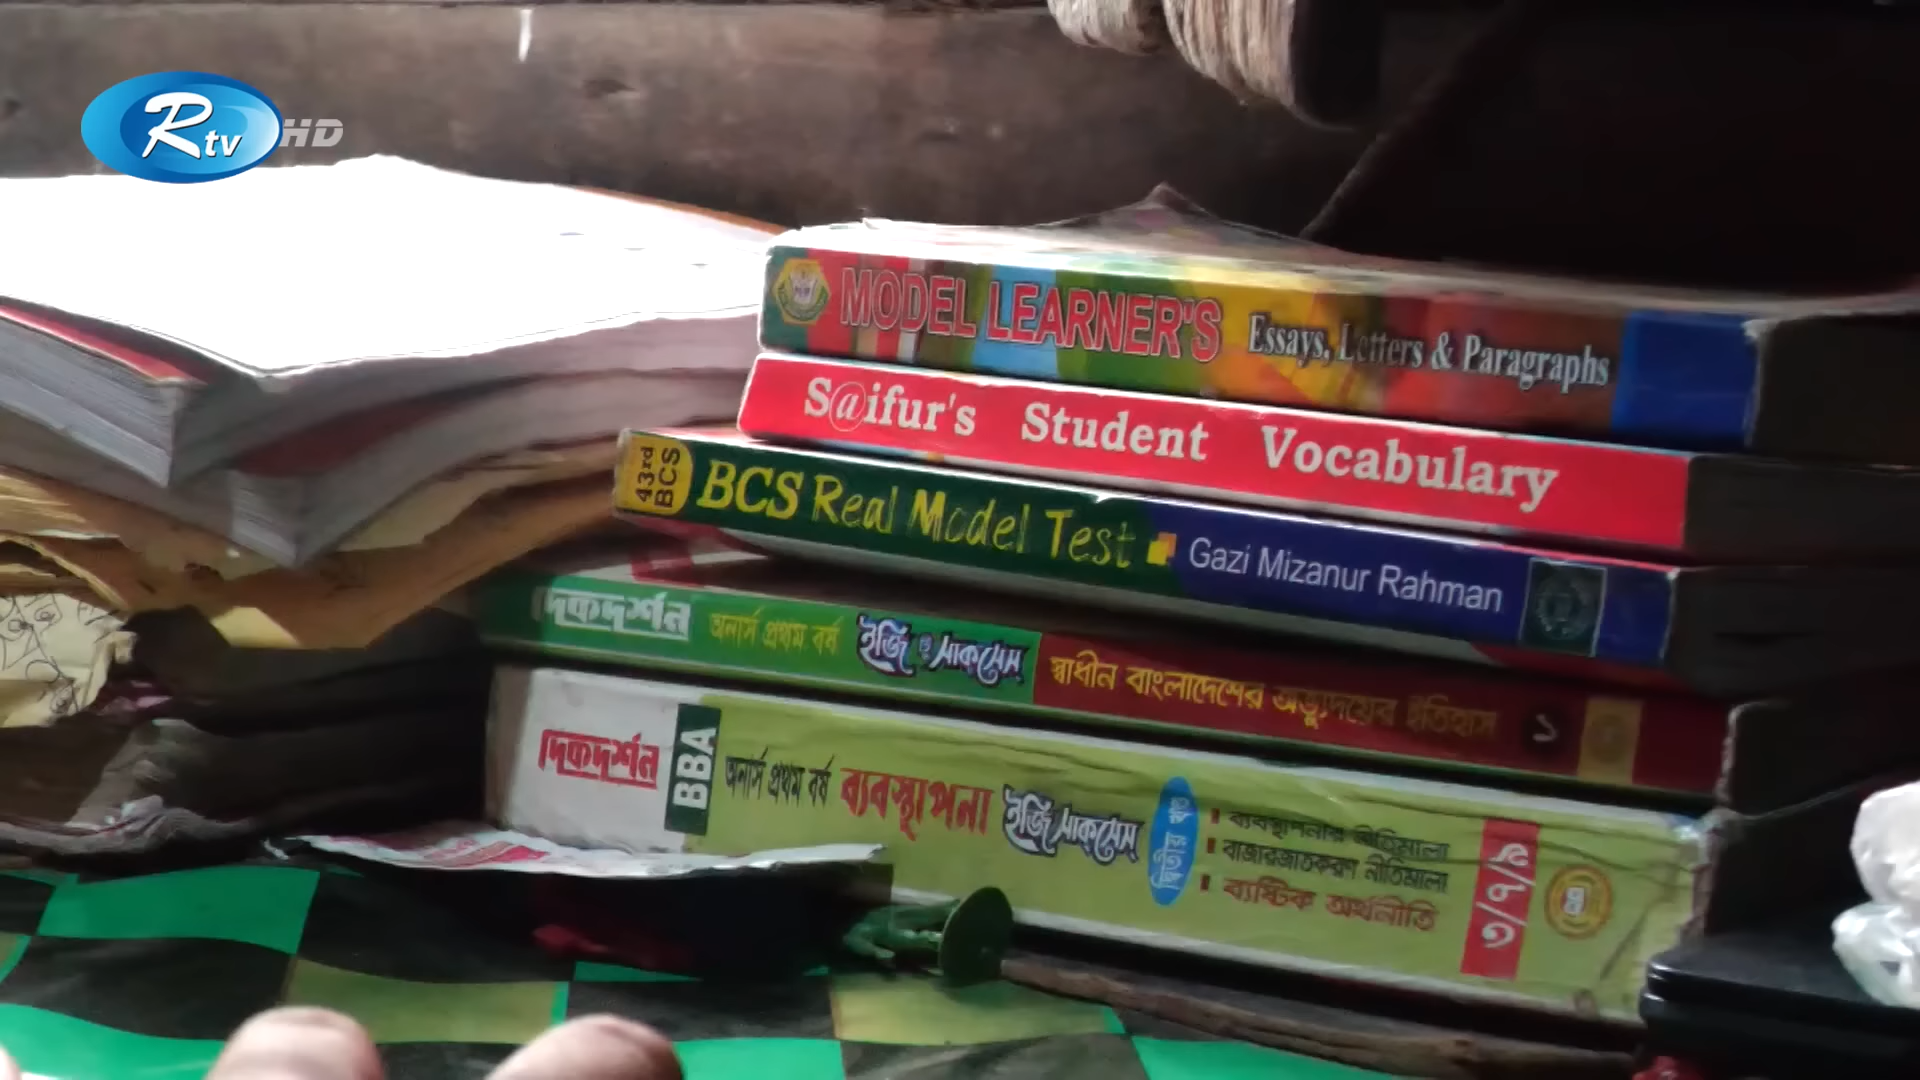 Rtv HD
MODEL LEARNER'S Essays, Letters & Paragraphs
S@ifur's Student Vocabulary
43rd BCS BCS Real Model Test Gazi Mizanur Rahman
দিকদর্শন অনার্স প্রথম বর্ষ ইজি ও সাকসেস্ স্বাধীন বাংলাদেশের অভ্যুদয়ের ইতিহাস ১
দিকদর্শন BBA অনার্স প্রথম বর্ষ ব্যবস্থাপনা ইজি সাকসেস্
ব্যবস্থাপনার নীতিমালা
বাজারজাতকরণ নীতিমালা
ব্যষ্টিক অর্থনীতি